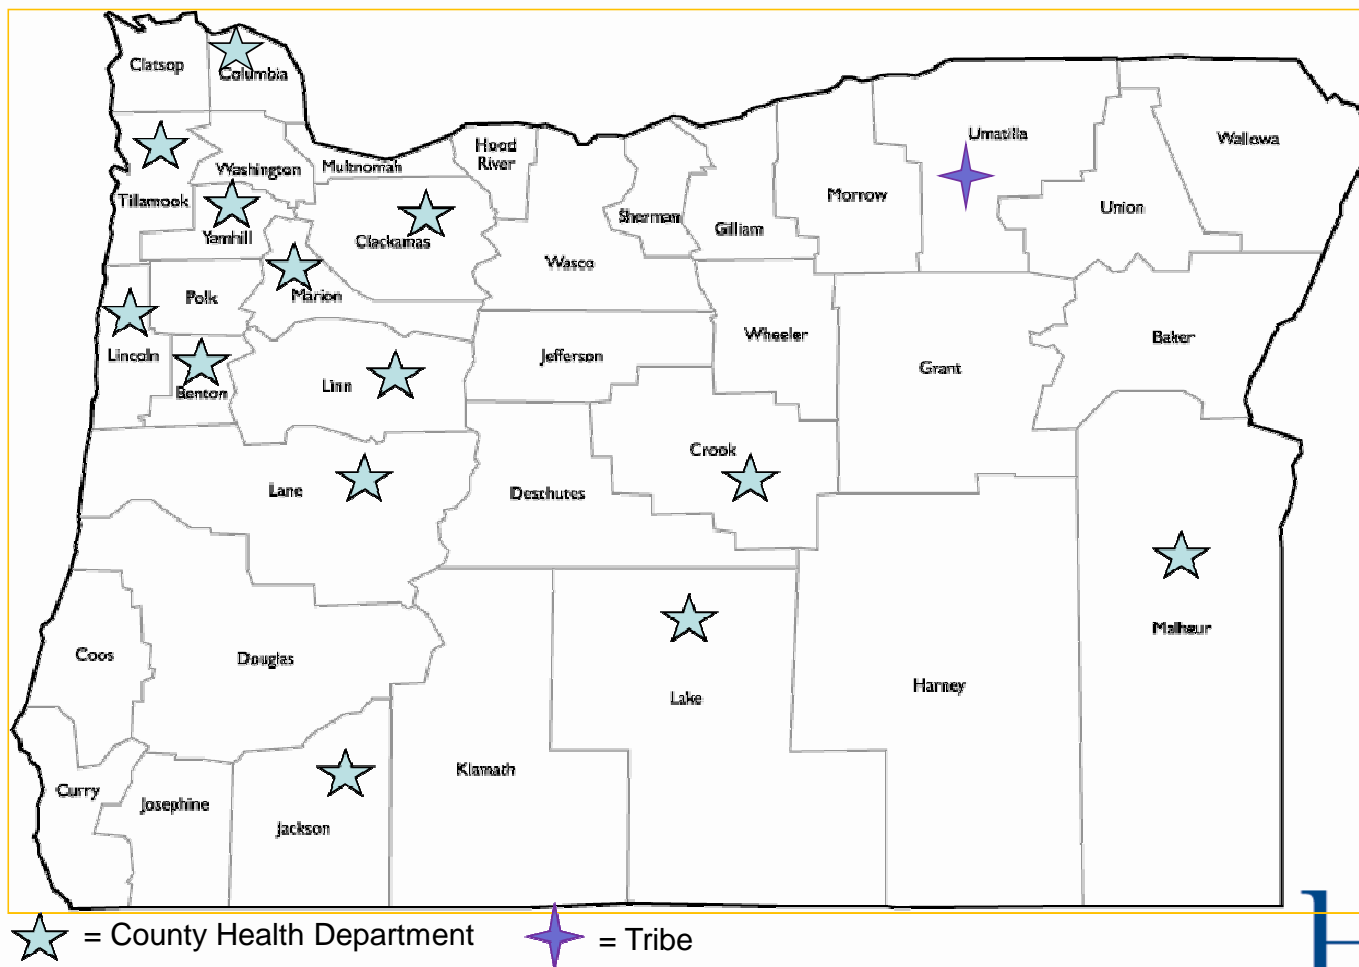 Clatsop
Columbia
Hood
River
Umatilla
Wallowa
Washington
Multnomah
Tillamook
Morrow
Union
Sherman
Gilliam
Yamhill
Clackamas
Wasco
Polk
Marion
Wheeler
Baker
Lincoln
Jefferson
Grant
Linn
Benton
Crook
Lane
Deschutes
Malheur
Coos
Douglas
Harney
Lake
Klamath
Curry
Josephine
Jackson
= County Health Department
= Tribe